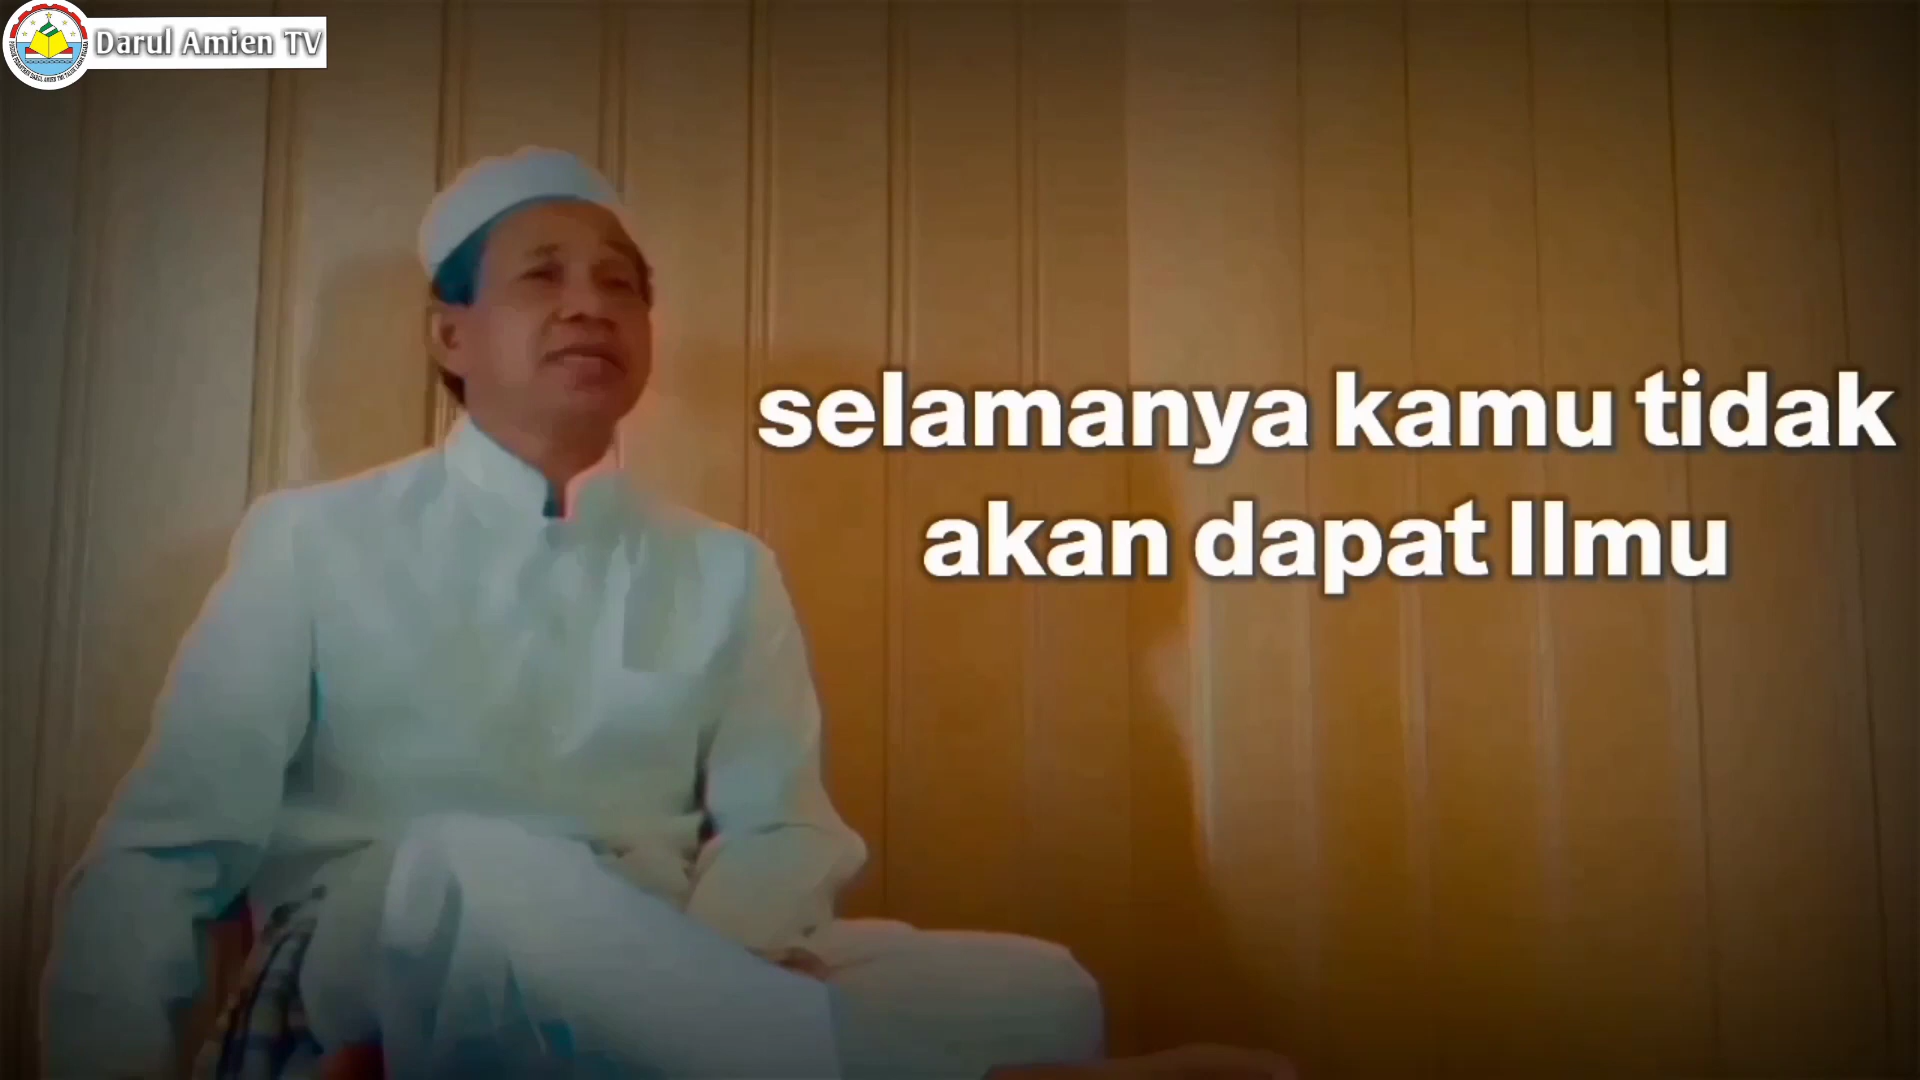 Darul Amien TV
selamanya kamu tidak
akan dapat Ilmu